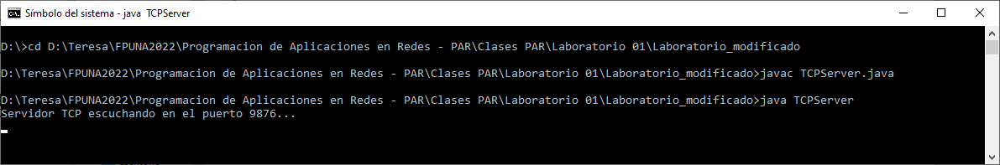 Símbolo del sistema - java TCPServer
D:\>cd D:\Teresa\FPUNA2022\Programacion de Aplicaciones en Redes - PAR\Clases PAR\Laboratorio 01\Laboratorio_modificado
D:\Teresa\FPUNA2022\Programacion de Aplicaciones en Redes - PAR\Clases PAR\Laboratorio 01\Laboratorio_modificado>javac TCPServer.java
D:\Teresa\FPUNA2022\Programacion de Aplicaciones en Redes - PAR\Clases PAR\Laboratorio 01\Laboratorio_modificado>java TCPServer
Servidor TCP escuchando en el puerto 9876...